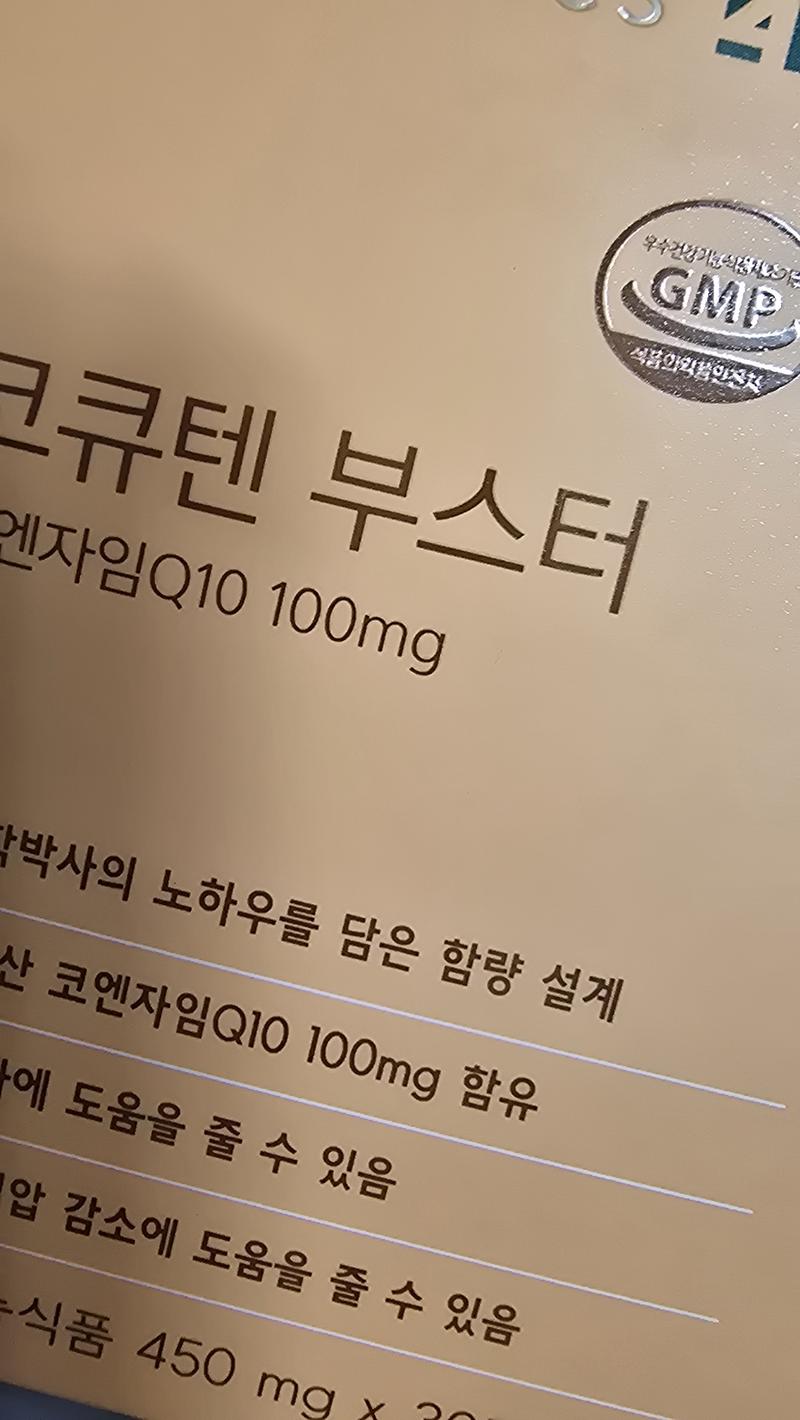 GMP
코큐텐 부스터
엔자임Q10 100mg
박사의 노하우를 담은 함량 설계
산 코엔자임Q10 100mg 함유
에 도움을 줄 수 있음
압 감소에 도움을 줄 수 있음
식품 450 mg x